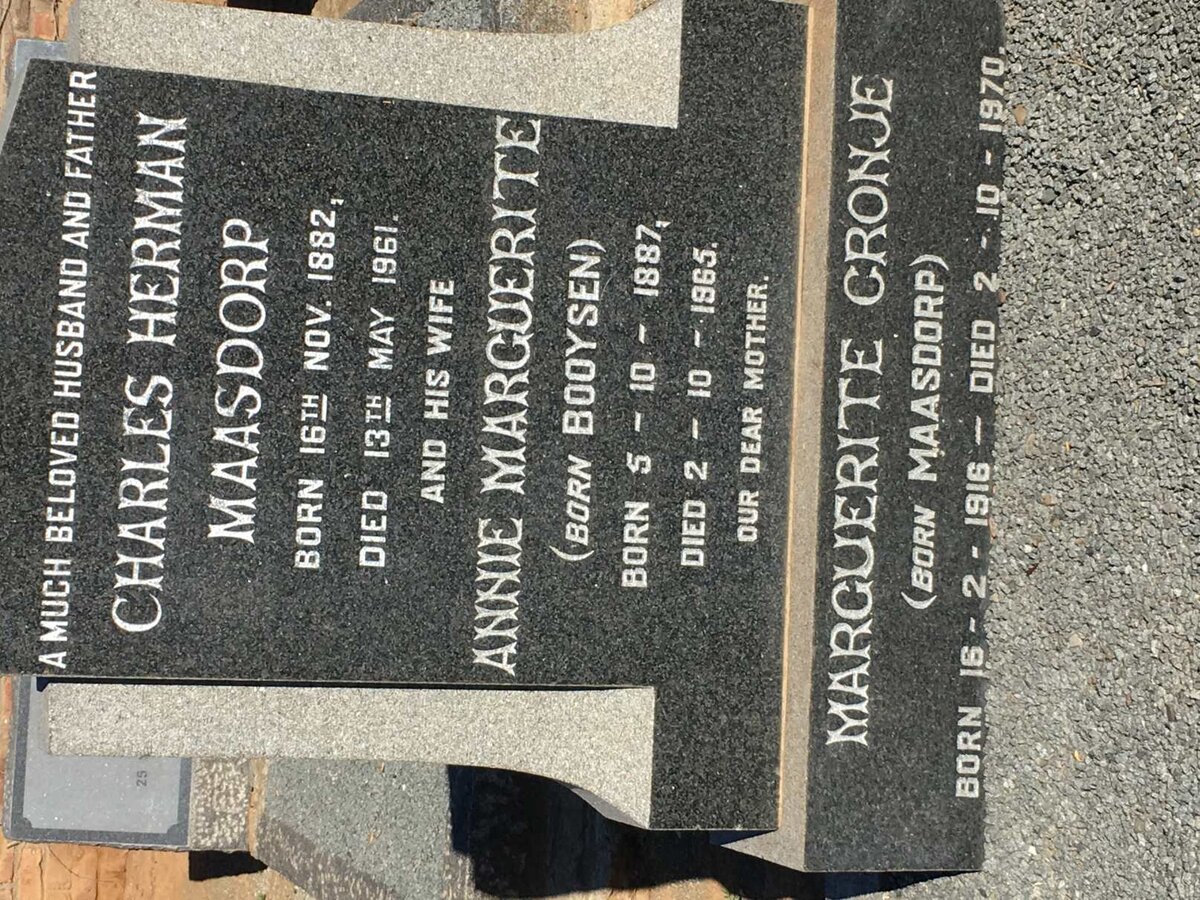 A MUCH BELOVED HUSBAND AND FATHER
CHARLES HERMAN
MAASDORP
BORN 16TH NOV. 1882,
DIED 13TH MAY 1961.
AND HIS WIFE
ANNIE MARGUERITE
(BORN BOOYSEN)
BORN 5 - 10 - 1887,
DIED 2 - 10 - 1965.
OUR DEAR MOTHER.
MARGUERITE CRONJE
(BORN MAASDORP)
BORN 16 - 2 - 1916 — DIED 2 - 10 - 1970.
25